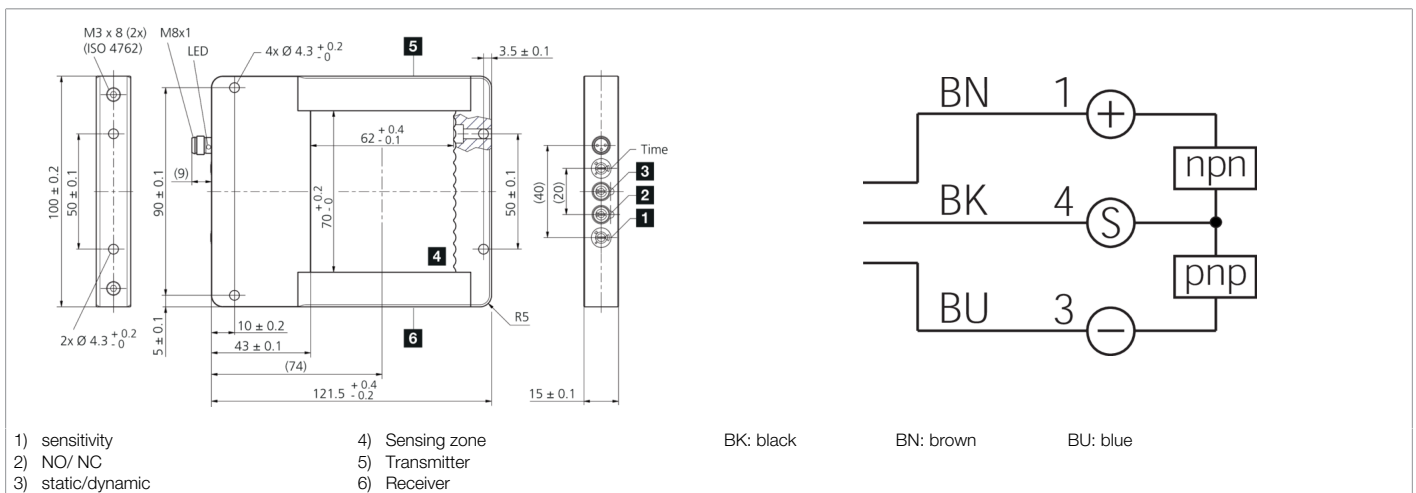 M3 x 8 (2x)
(ISO 4762)
M8x1
LED
4x Ø 4.3 + 0.2 - 0
5
3.5 ± 0.1
62 + 0.4 - 0.1
(9)
100 ± 0.2
50 ± 0.1
90 ± 0.1
70 + 0.2 - 0
50 ± 0.1
4
2x Ø 4.3 + 0.2 - 0
5 ± 0.1
10 ± 0.2
43 ± 0.1
(74)
121.5 + 0.4 - 0.2
6
R5
Time
(40)
(20)
3
2
1
15 ± 0.1
BN 1 +
npn
BK 4 S
pnp
BU 3 −
1) sensitivity
2) NO/ NC
3) static/dynamic
4) Sensing zone
5) Transmitter
6) Receiver
BK: black BN: brown BU: blue